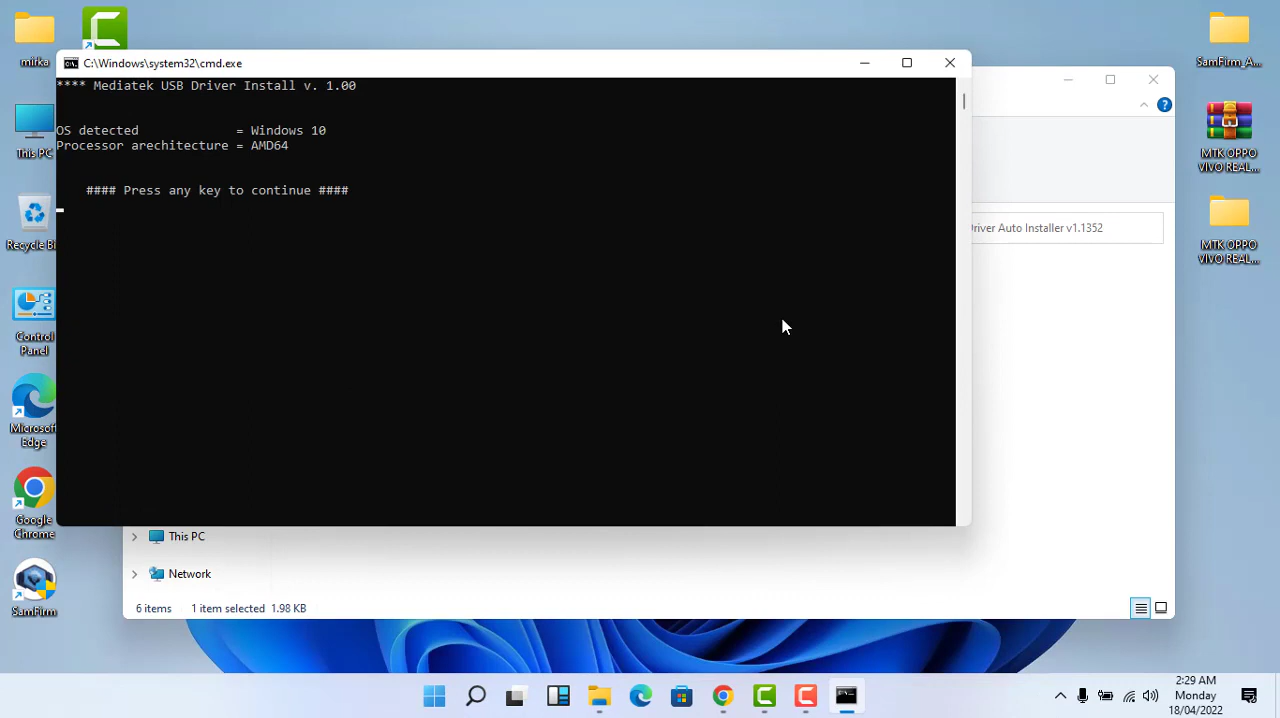 mifka
This PC
Recycle Bi
Control
Panel
Microsof
Edge
Google
Chrome
SamFirm
C:\Windows\system32\cmd.exe
**** Mediatek USB Driver Install v. 1.00
OS detected = Windows 10
Processor arechitecture = AMD64
#### Press any key to continue ####
Driver Auto Installer v1.1352
This PC
Network
6 items 1 item selected 1.98 KB
SamFirm_A...
MTK OPPO
VIVO REAL...
MTK OPPO
VIVO REAL...
2:29 AM
Monday
18/04/2022